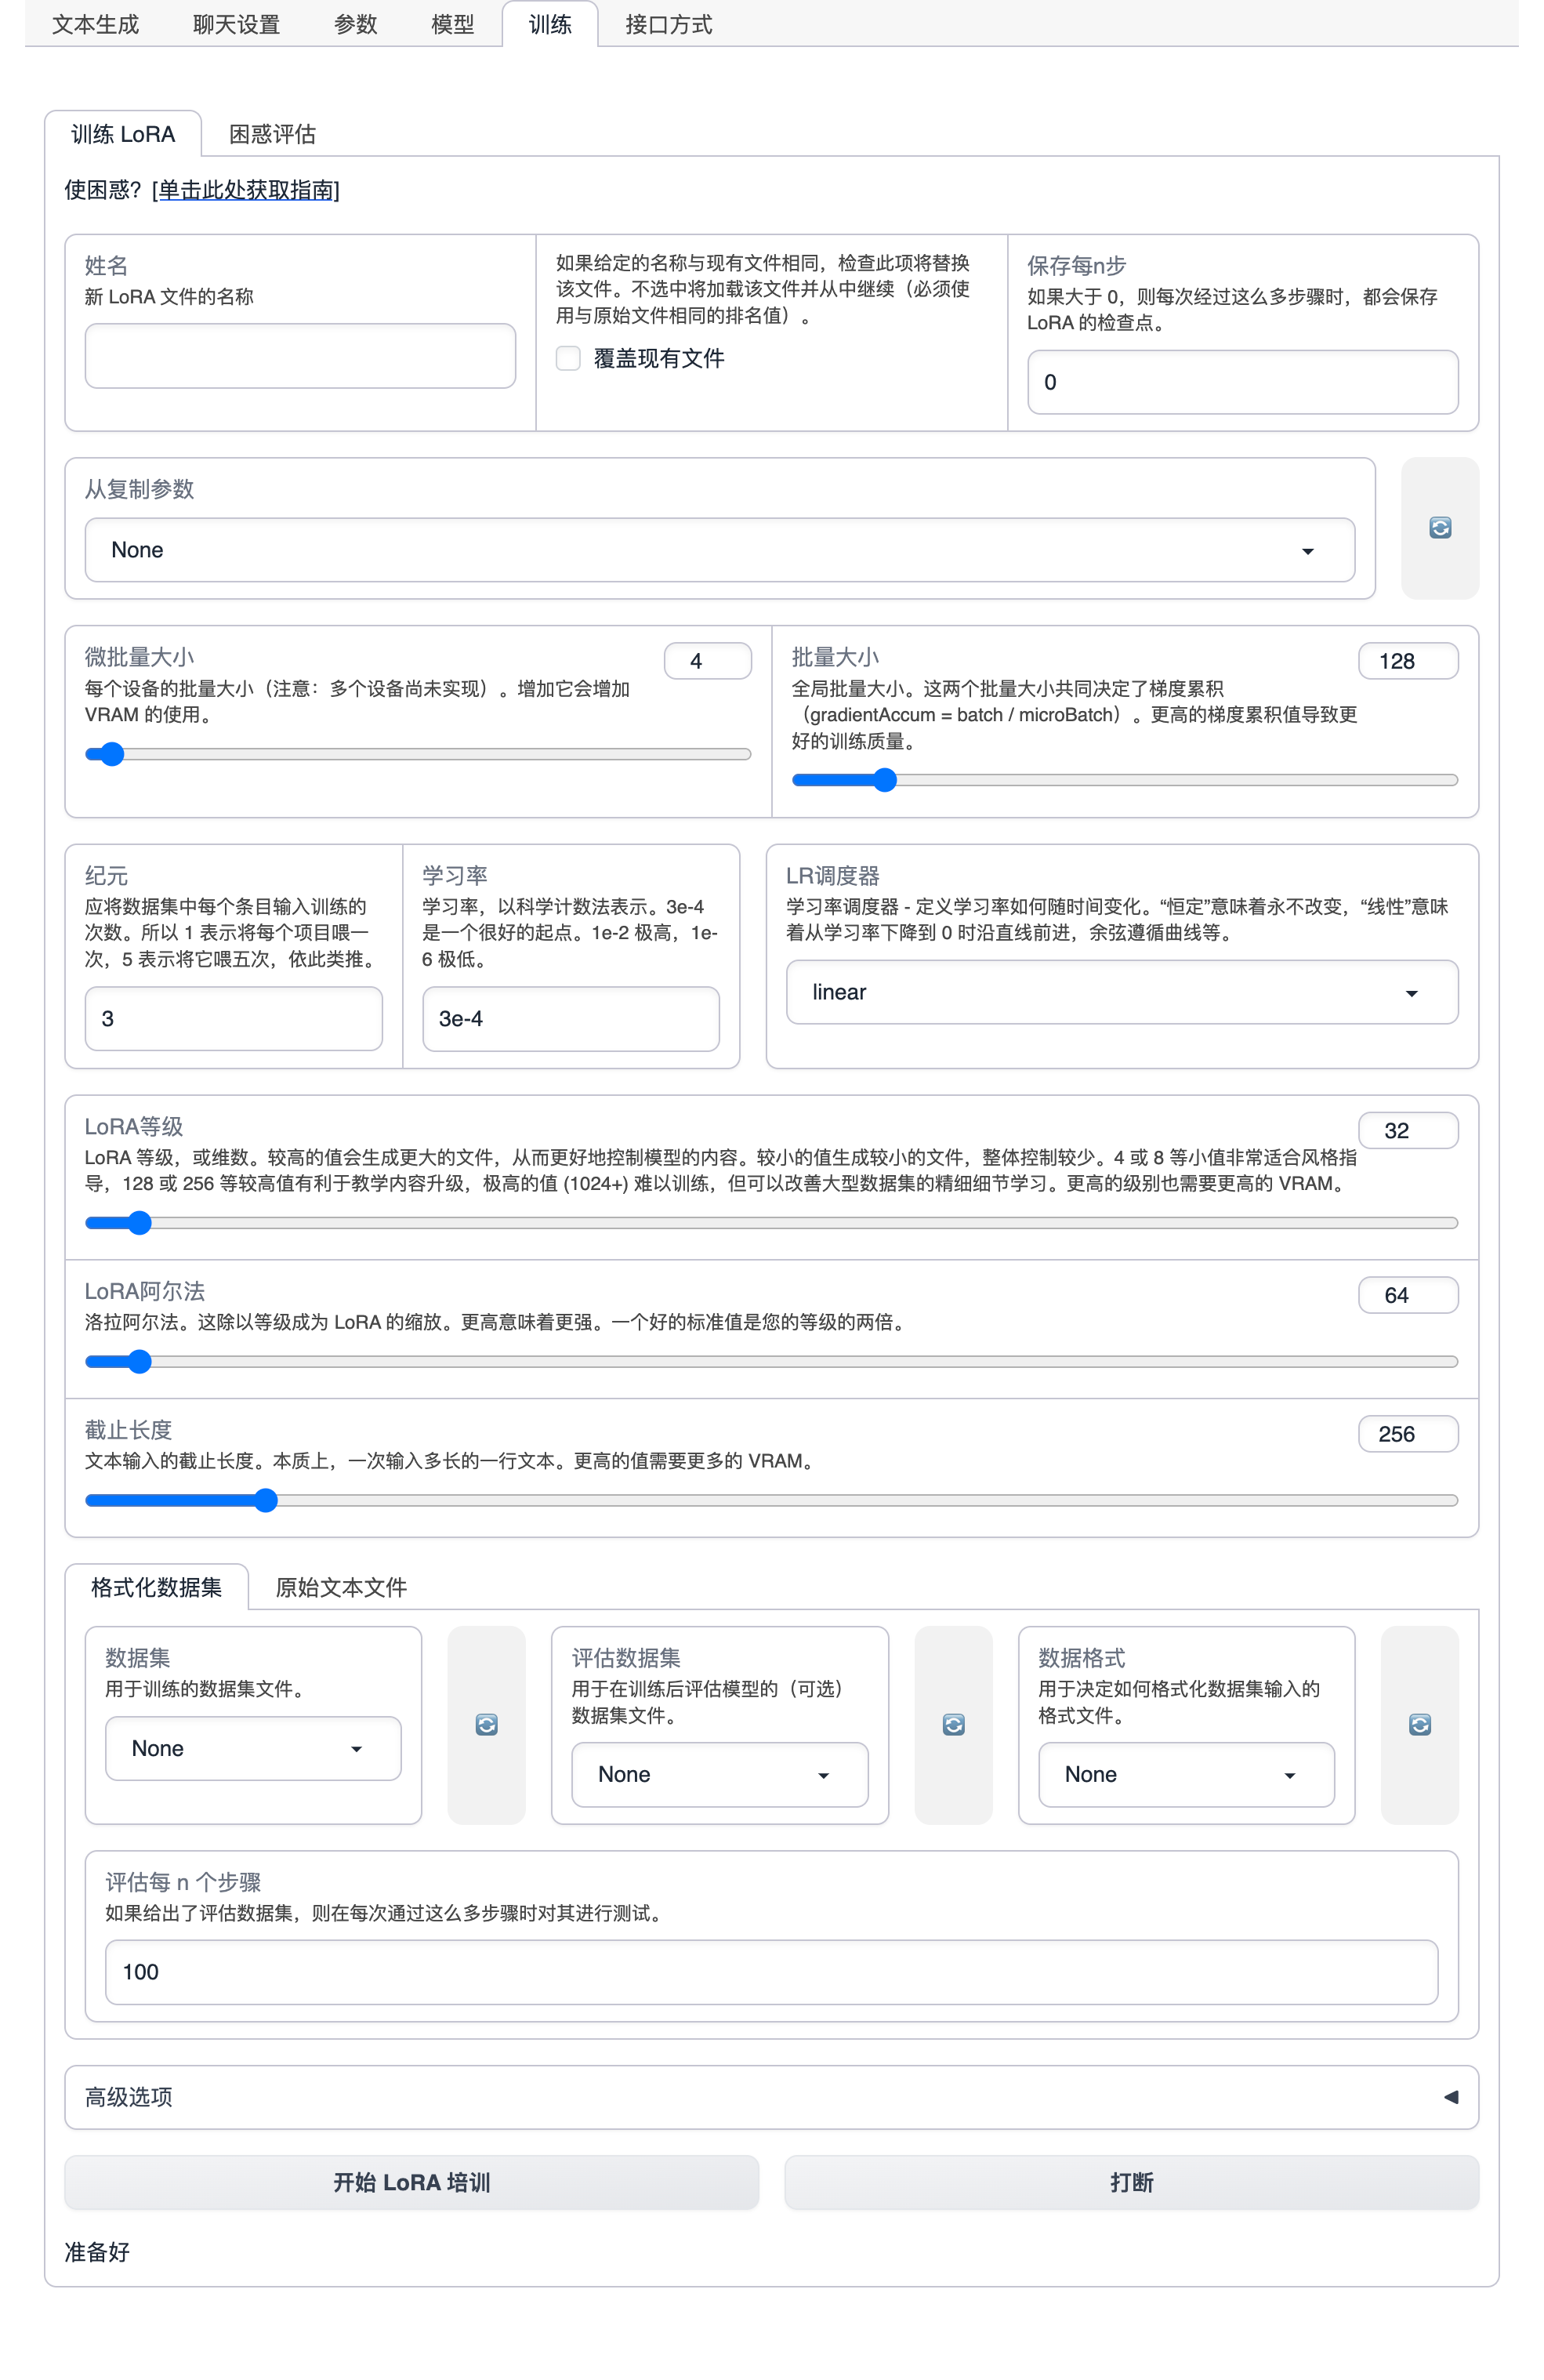 文本生成
聊天设置
参数
模型
训练
接口方式
训练 LoRA
困惑评估
使困惑？[单击此处获取指南]
姓名
新 LoRA 文件的名称
如果给定的名称与现有文件相同，检查此项将替换
该文件。不选中将加载该文件并从中继续（必须使
用与原始文件相同的排名值）。
覆盖现有文件
保存每n步
如果大于 0，则每次经过这么多步骤时，都会保存
LoRA 的检查点。
0
从复制参数
None
微批量大小
4
每个设备的批量大小（注意：多个设备尚未实现）。增加它会增加
VRAM 的使用。
批量大小
128
全局批量大小。这两个批量大小共同决定了梯度累积
（gradientAccum = batch / microBatch）。更高的梯度累积值导致更
好的训练质量。
纪元
应将数据集中每个条目输入训练的
次数。所以 1 表示将每个项目喂一
次，5 表示将它喂五次，依此类推。
3
学习率
学习率，以科学计数法表示。3e-4
是一个很好的起点。1e-2 极高，1e-
6 极低。
3e-4
LR调度器
学习率调度器 - 定义学习率如何随时间变化。“恒定”意味着永不改变，“线性”意味
着从学习率下降到 0 时沿直线前进，余弦遵循曲线等。
linear
LoRA等级
32
LoRA 等级，或维数。较高的值会生成更大的文件，从而更好地控制模型的内容。较小的值生成较小的文件，整体控制较少。4 或 8 等小值非常适合风格指
导，128 或 256 等较高值有利于教学内容升级，极高的值 (1024+) 难以训练，但可以改善大型数据集的精细细节学习。更高的级别也需要更高的 VRAM。
LoRA阿尔法
64
洛拉阿尔法。这除以等级成为 LoRA 的缩放。更高意味着更强。一个好的标准值是您的等级的两倍。
截止长度
256
文本输入的截止长度。本质上，一次输入多长的一行文本。更高的值需要更多的 VRAM。
格式化数据集
原始文本文件
数据集
用于训练的数据集文件。
None
评估数据集
用于在训练后评估模型的（可选）
数据集文件。
None
数据格式
用于决定如何格式化数据集输入的
格式文件。
None
评估每 n 个步骤
如果给出了评估数据集，则在每次通过这么多步骤时对其进行测试。
100
高级选项
开始 LoRA 培训
打断
准备好